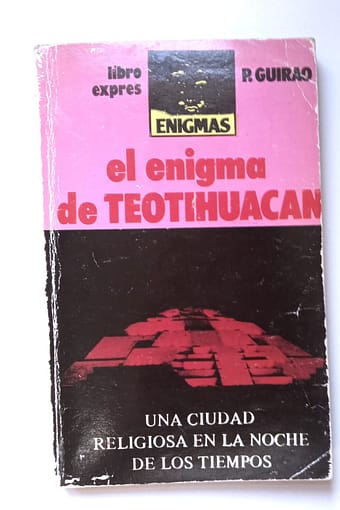 libro
expres
P. GUIRAO
ENIGMAS
el enigma
de TEOTIHUACAN
UNA CIUDAD
RELIGIOSA EN LA NOCHE
DE LOS TIEMPOS